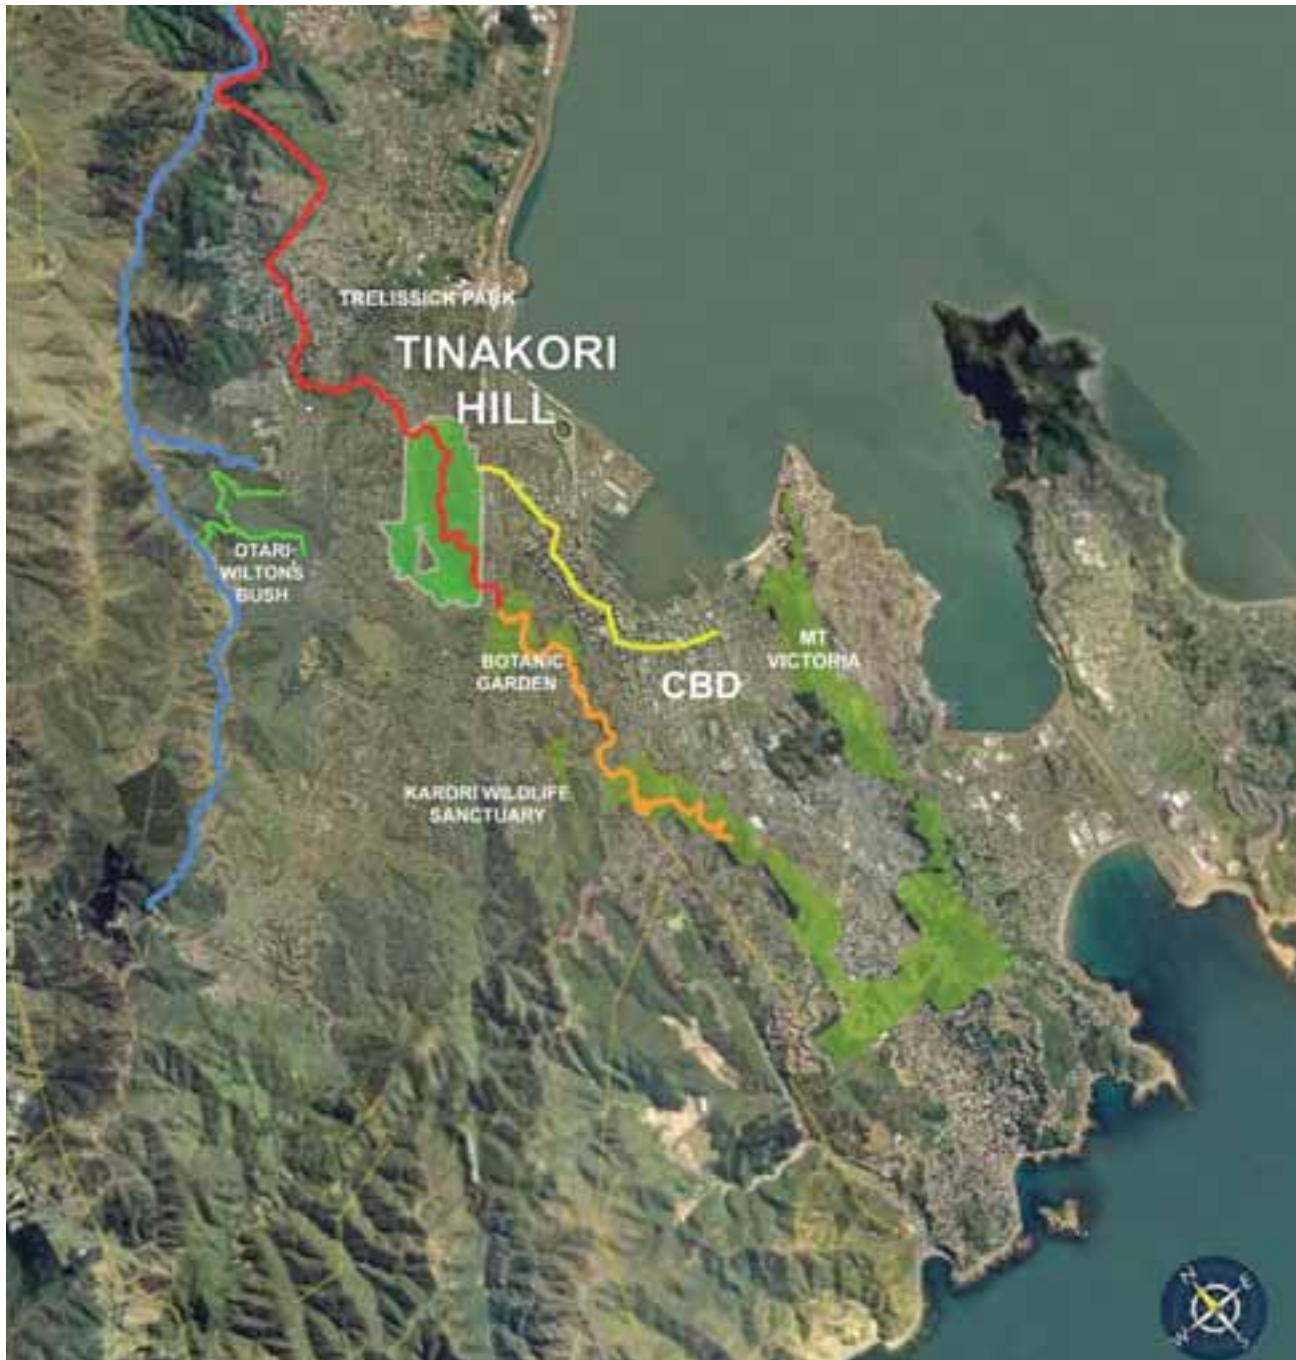 TRELISSICK PARK
TINAKORI
HILL
OTARI-
WILTON'S
BUSH
BOTANIC
GARDEN
MT
VICTORIA
CBD
KARORI WILDLIFE
SANCTUARY
N
E
W
S